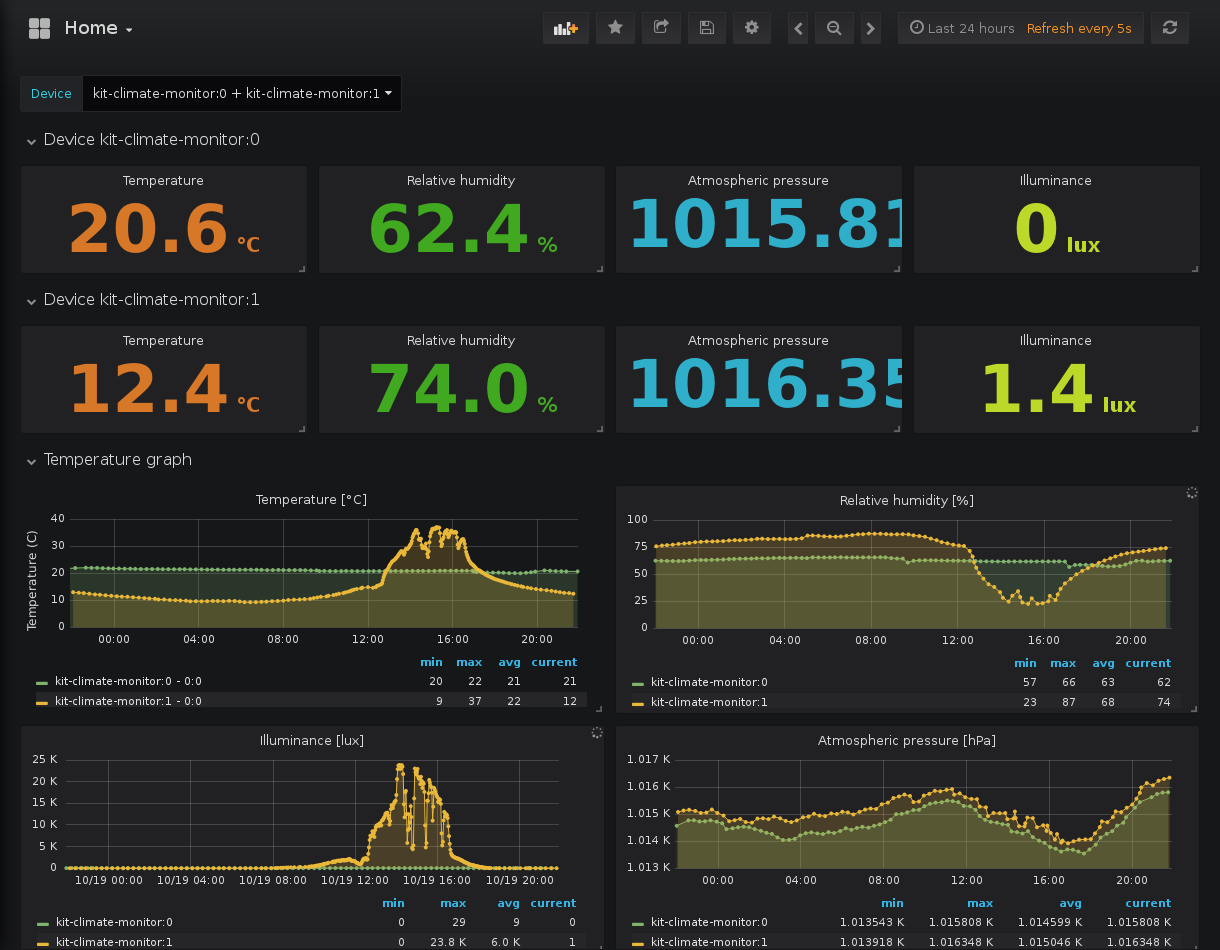 Home
Last 24 hours Refresh every 5s
Device kit-climate-monitor:0 + kit-climate-monitor:1
Device kit-climate-monitor:0
Temperature Relative humidity Atmospheric pressure Illuminance
20.6 °C 62.4 % 1015.81 0 lux
Device kit-climate-monitor:1
Temperature Relative humidity Atmospheric pressure Illuminance
12.4 °C 74.0 % 1016.35 1.4 lux
Temperature graph
Temperature [°C]
Temperature (C)
40
30
20
10
0
00:00 04:00 08:00 12:00 16:00 20:00
min max avg current
kit-climate-monitor:0 - 0:0 20 22 21 21
kit-climate-monitor:1 - 0:0 9 37 22 12
Relative humidity [%]
100
75
50
25
0
00:00 04:00 08:00 12:00 16:00 20:00
min max avg current
kit-climate-monitor:0 57 66 63 62
kit-climate-monitor:1 23 87 68 74
Illuminance [lux]
25 K
20 K
15 K
10 K
5 K
0
10/19 00:00 10/19 04:00 10/19 08:00 10/19 12:00 10/19 16:00 10/19 20:00
min max avg current
kit-climate-monitor:0 0 29 9 0
kit-climate-monitor:1 0 23.8 K 6.0 K 1
Atmospheric pressure [hPa]
1.017 K
1.016 K
1.015 K
1.014 K
1.013 K
00:00 04:00 08:00 12:00 16:00 20:00
min max avg current
kit-climate-monitor:0 1.013543 K 1.015808 K 1.014599 K 1.015808 K
kit-climate-monitor:1 1.013918 K 1.016348 K 1.015046 K 1.016348 K